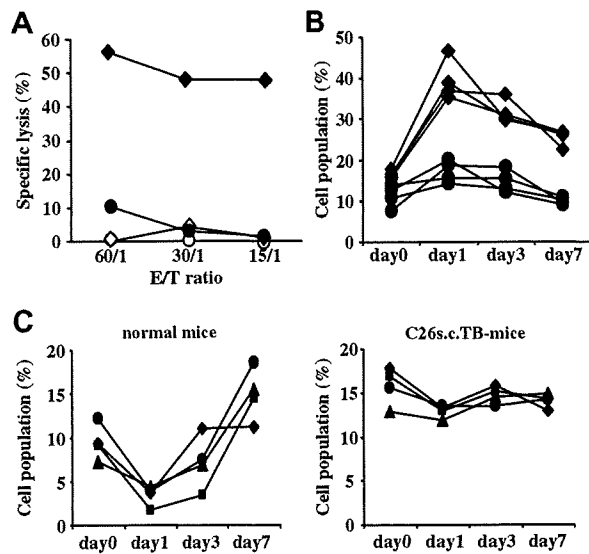 A
Specific lysis (%)
60
50
40
30
20
10
0
60/1 30/1 15/1
E/T ratio
B
Cell population (%)
50
40
30
20
10
0
day0 day1 day3 day7
C
normal mice
Cell population (%)
20
15
10
5
0
day0 day1 day3 day7
C26s.c.TB-mice
Cell population (%)
20
15
10
5
0
day0 day1 day3 day7